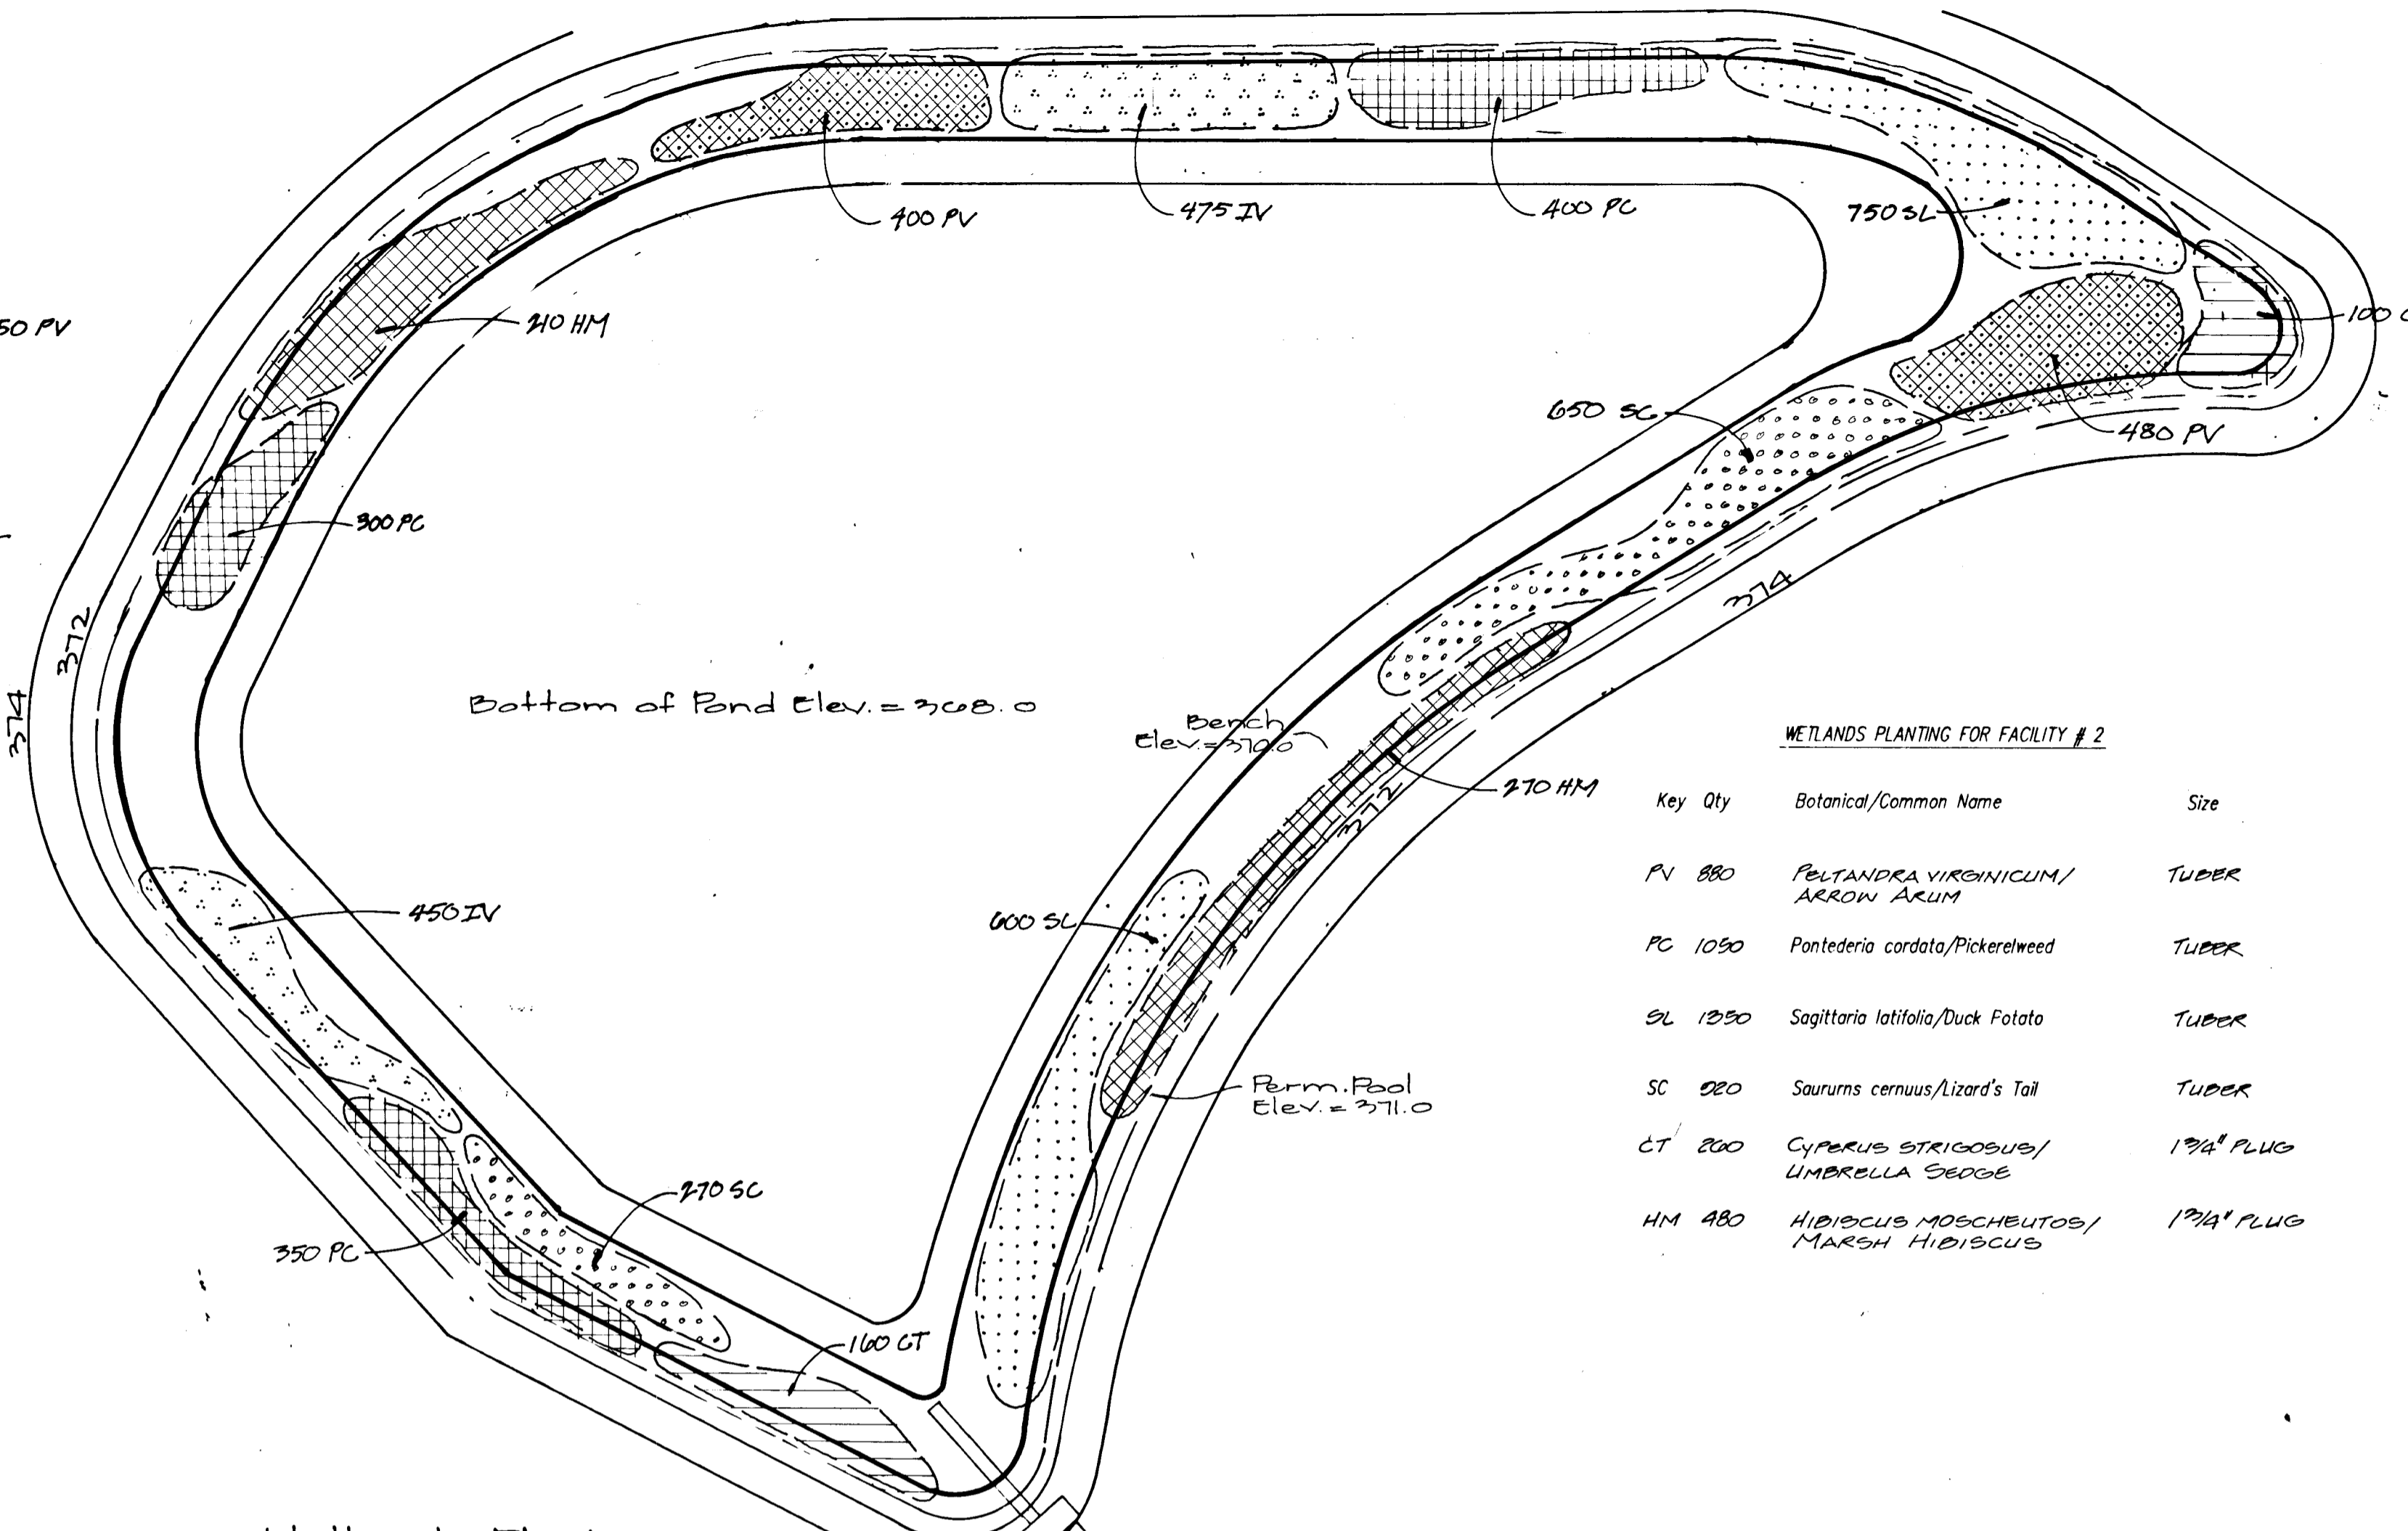 400 PV
475 IV
400 PC
750 SL
50 PV
210 HM
100 C
650 SC
480 PV
300 PC
374
372
374
Bottom of Pond Elev. = 368.0
Bench
Elev. = 370.0
270 HM
372
450 IV
600 SL
Perm. Pool
Elev. = 371.0
270 SC
350 PC
160 CT
WETLANDS PLANTING FOR FACILITY # 2
Key Qty Botanical/Common Name Size
PV 880 PELTANDRA VIRGINICUM/ TUBER
ARROW ARUM
PC 1050 Pontederia cordata/Pickerelweed TUBER
SL 1350 Sagittaria latifolia/Duck Potato TUBER
SC 920 Saururns cernuus/Lizard's Tail TUBER
CT 260 CYPERUS STRIGOSUS/ 1 3/4" PLUG
UMBRELLA SEDGE
HM 480 HIBISCUS MOSCHEUTOS/ 1 3/4" PLUG
MARSH HIBISCUS